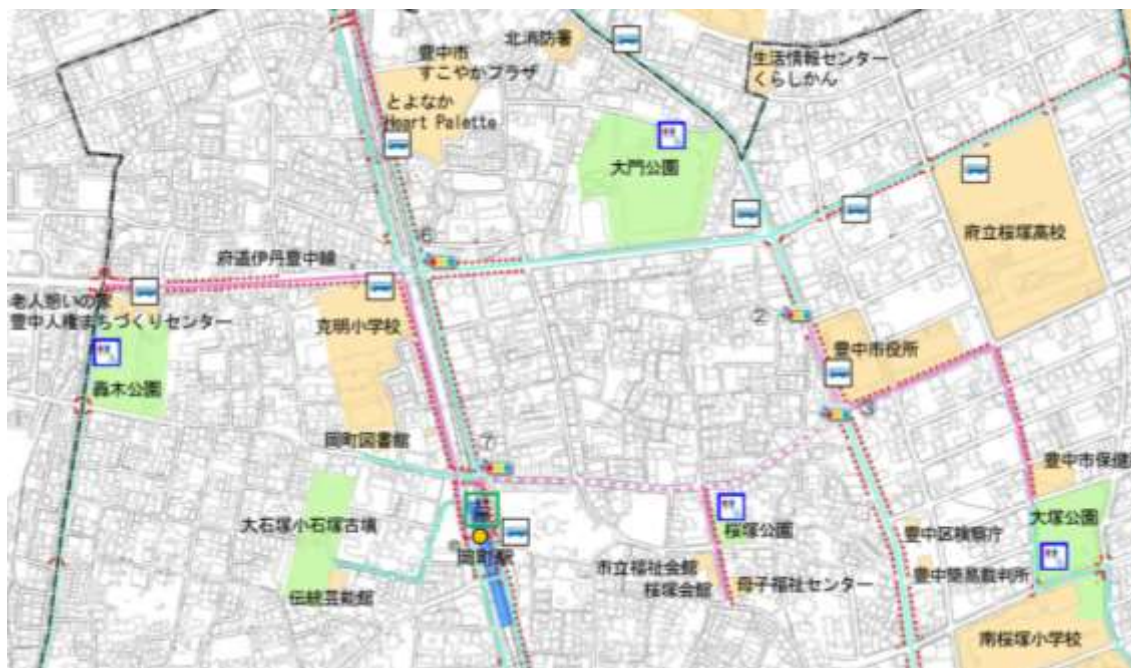 北消防署
豊中市
すこやかプラザ
生活情報センター
くらしかん
とよなか
Heart Palette
大門公園
府立桜塚高校
⑥
府道伊丹豊中線
老人憩いの家
豊中人権まちづくりセンター
克明小学校
②
豊中市役所
轟木公園
③
岡町図書館
⑦
豊中市保健
大石塚小石塚古墳
桜塚公園
大塚公園
豊中区検察庁
岡町駅
市立福祉会館
豊中簡易裁判所
桜塚会館
母子福祉センター
伝統芸能館
南桜塚小学校